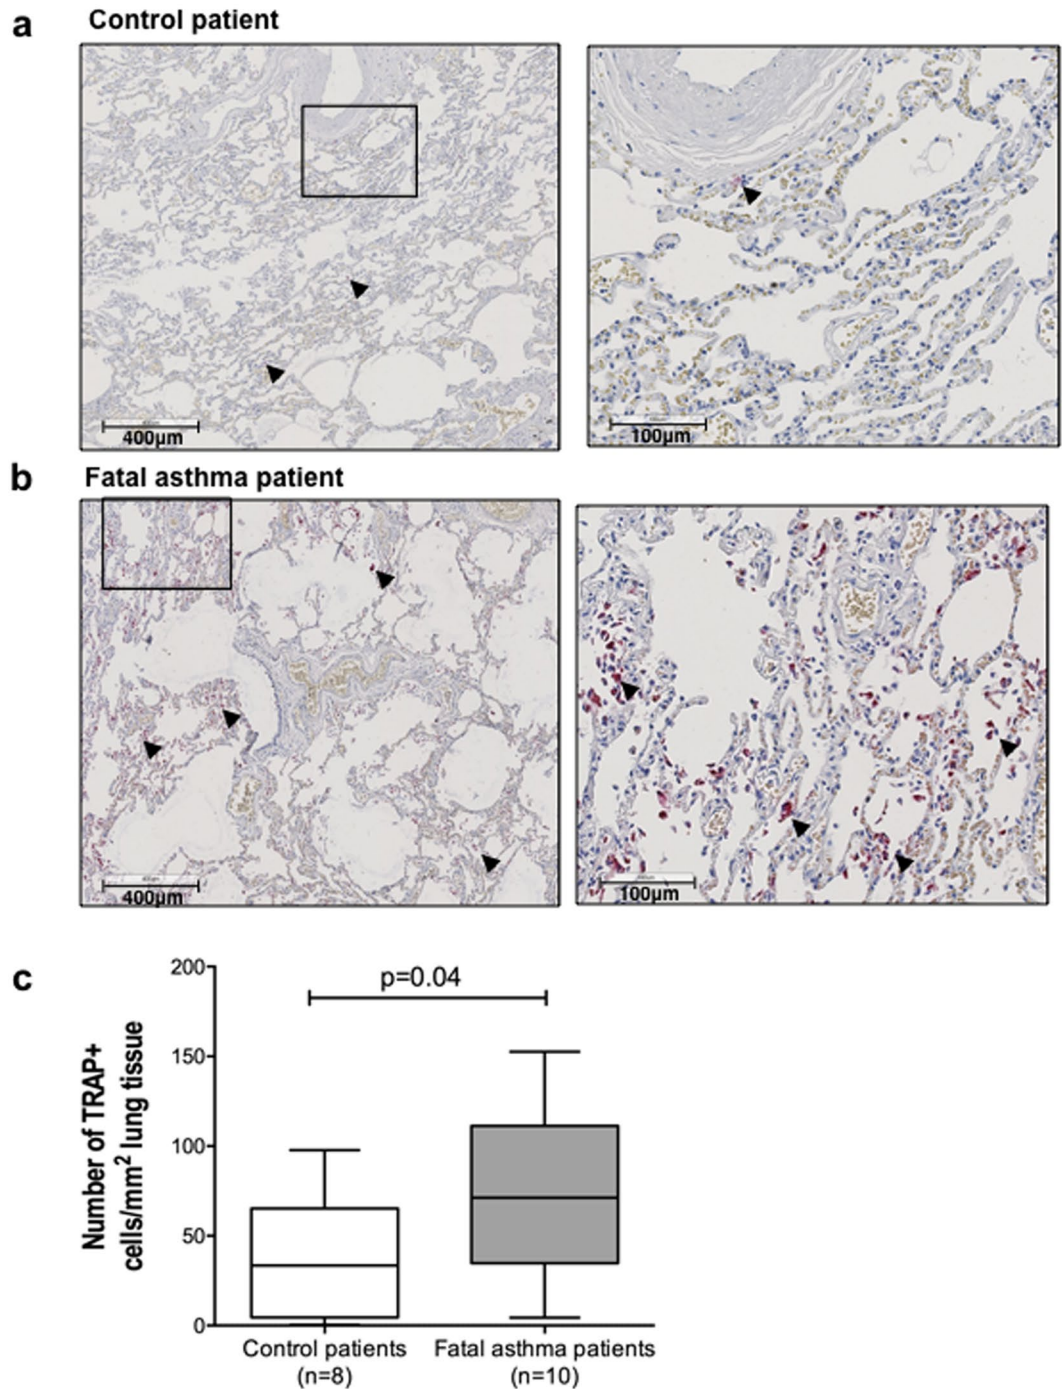 a
Control patient
400µm
100µm
b
Fatal asthma patient
400µm
100µm
c
p=0.04
Number of TRAP+
cells/mm² lung tissue
200
150
100
50
0
Control patients
(n=8)
Fatal asthma patients
(n=10)